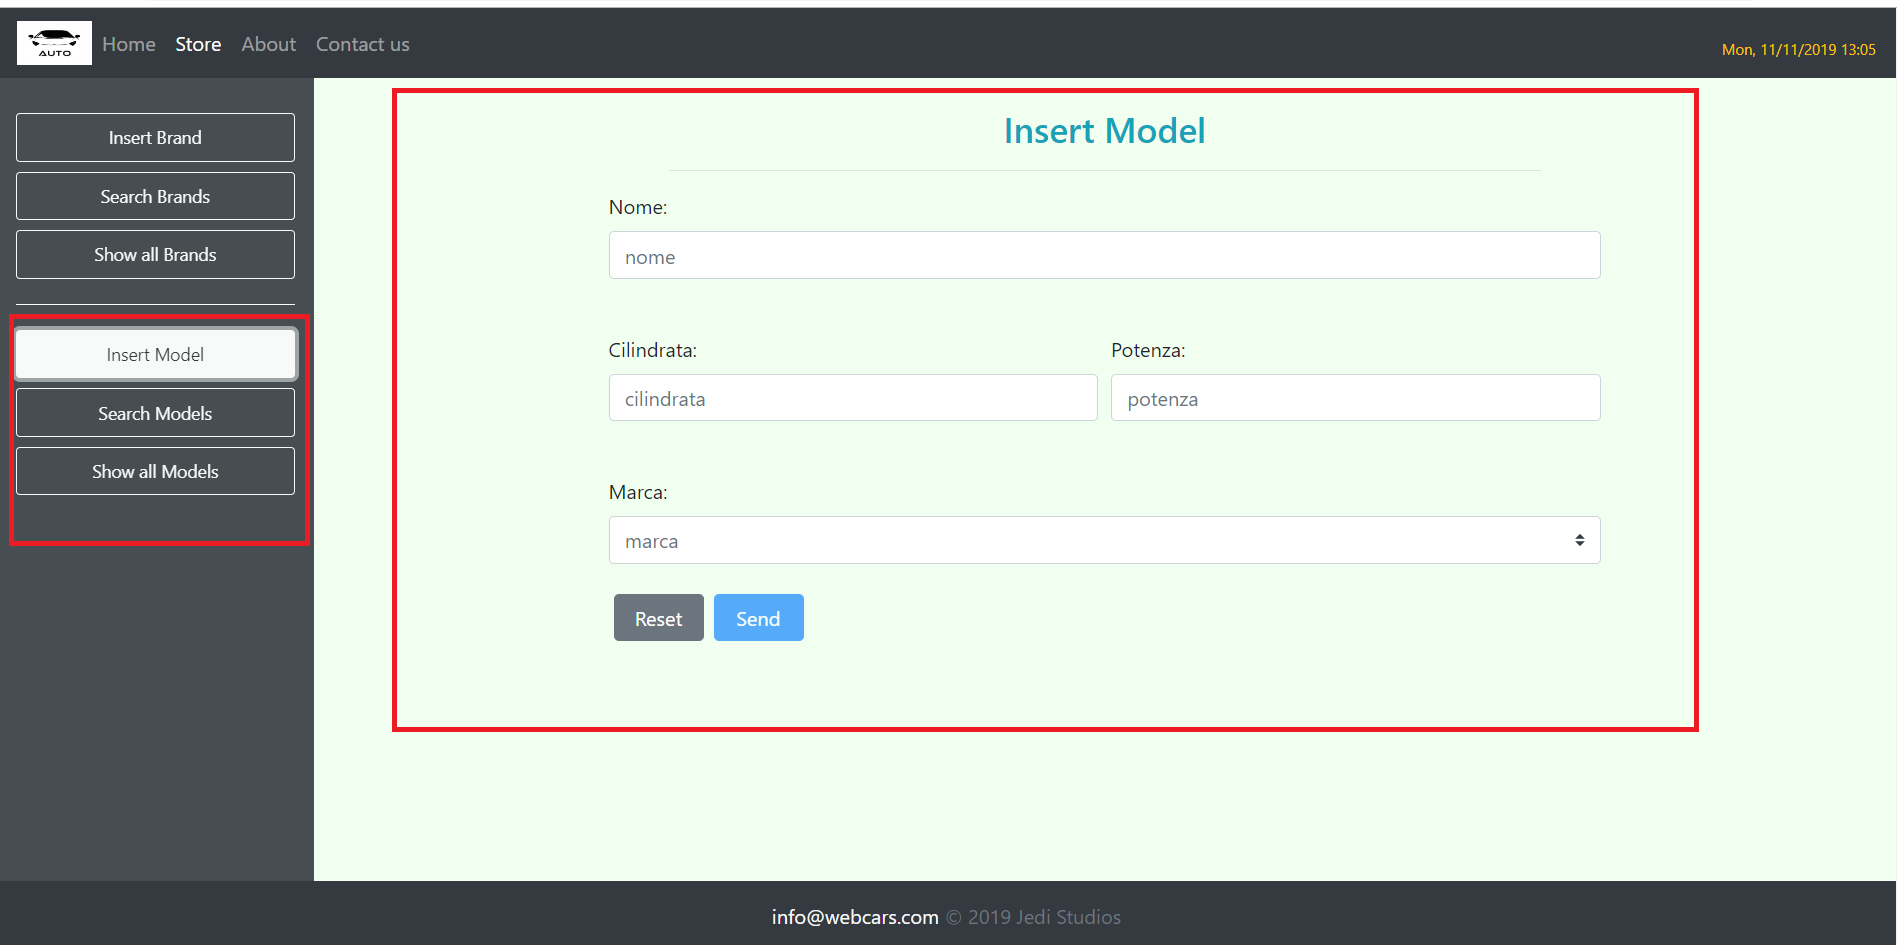 AUTO
Home Store About Contact us
Mon, 11/11/2019 13:05
Insert Brand
Search Brands
Show all Brands
Insert Model
Search Models
Show all Models
Insert Model
Nome:
nome
Cilindrata: Potenza:
cilindrata potenza
Marca:
marca
Reset Send
info@webcars.com © 2019 Jedi Studios